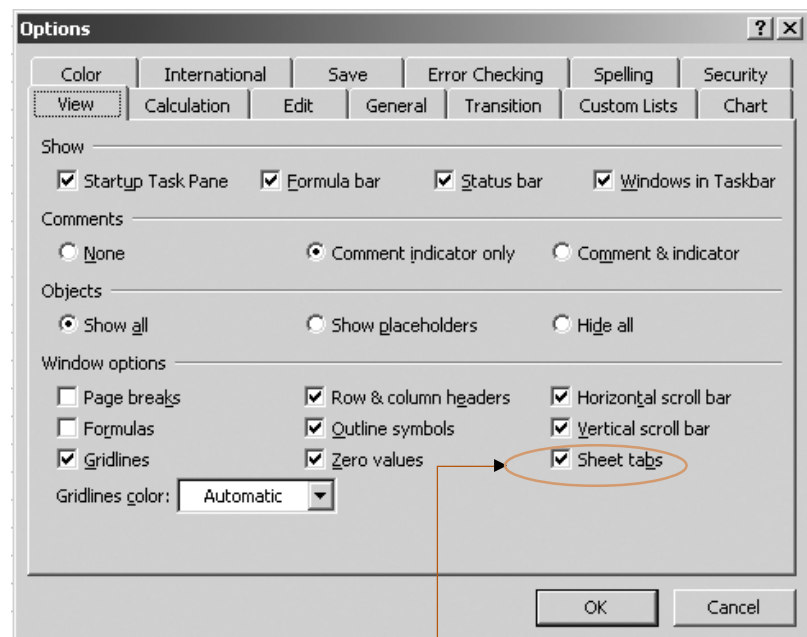 Options
Color International Save Error Checking Spelling Security
View Calculation Edit General Transition Custom Lists Chart
Show
Startup Task Pane Formula bar Status bar Windows in Taskbar
Comments
None Comment indicator only Comment & indicator
Objects
Show all Show placeholders Hide all
Window options
Page breaks Row & column headers Horizontal scroll bar
Formulas Outline symbols Vertical scroll bar
Gridlines Zero values Sheet tabs
Gridlines color: Automatic
OK Cancel